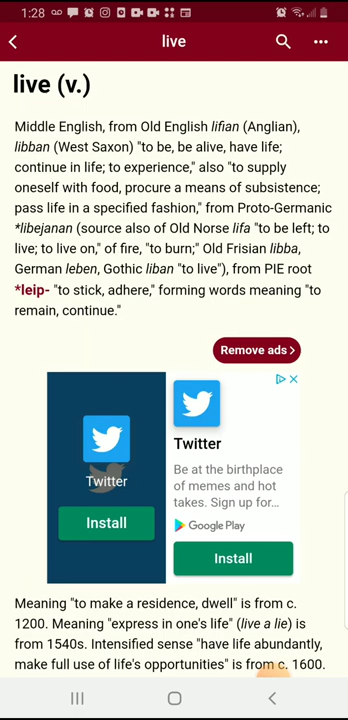 1:28
live
live (v.)
Middle English, from Old English lifian (Anglian),
libban (West Saxon) "to be, be alive, have life;
continue in life; to experience," also "to supply
oneself with food, procure a means of subsistence;
pass life in a specified fashion," from Proto-Germanic
*libejanan (source also of Old Norse lifa "to be left; to
live; to live on," of fire, "to burn;" Old Frisian libba,
German leben, Gothic liban "to live"), from PIE root
*leip- "to stick, adhere," forming words meaning "to
remain, continue."
Remove ads >
Twitter
Install
Twitter
Be at the birthplace
of memes and hot
takes. Sign up for...
Google Play
Install
Meaning "to make a residence, dwell" is from c.
1200. Meaning "express in one's life" (live a lie) is
from 1540s. Intensified sense "have life abundantly,
make full use of life's opportunities" is from c. 1600.